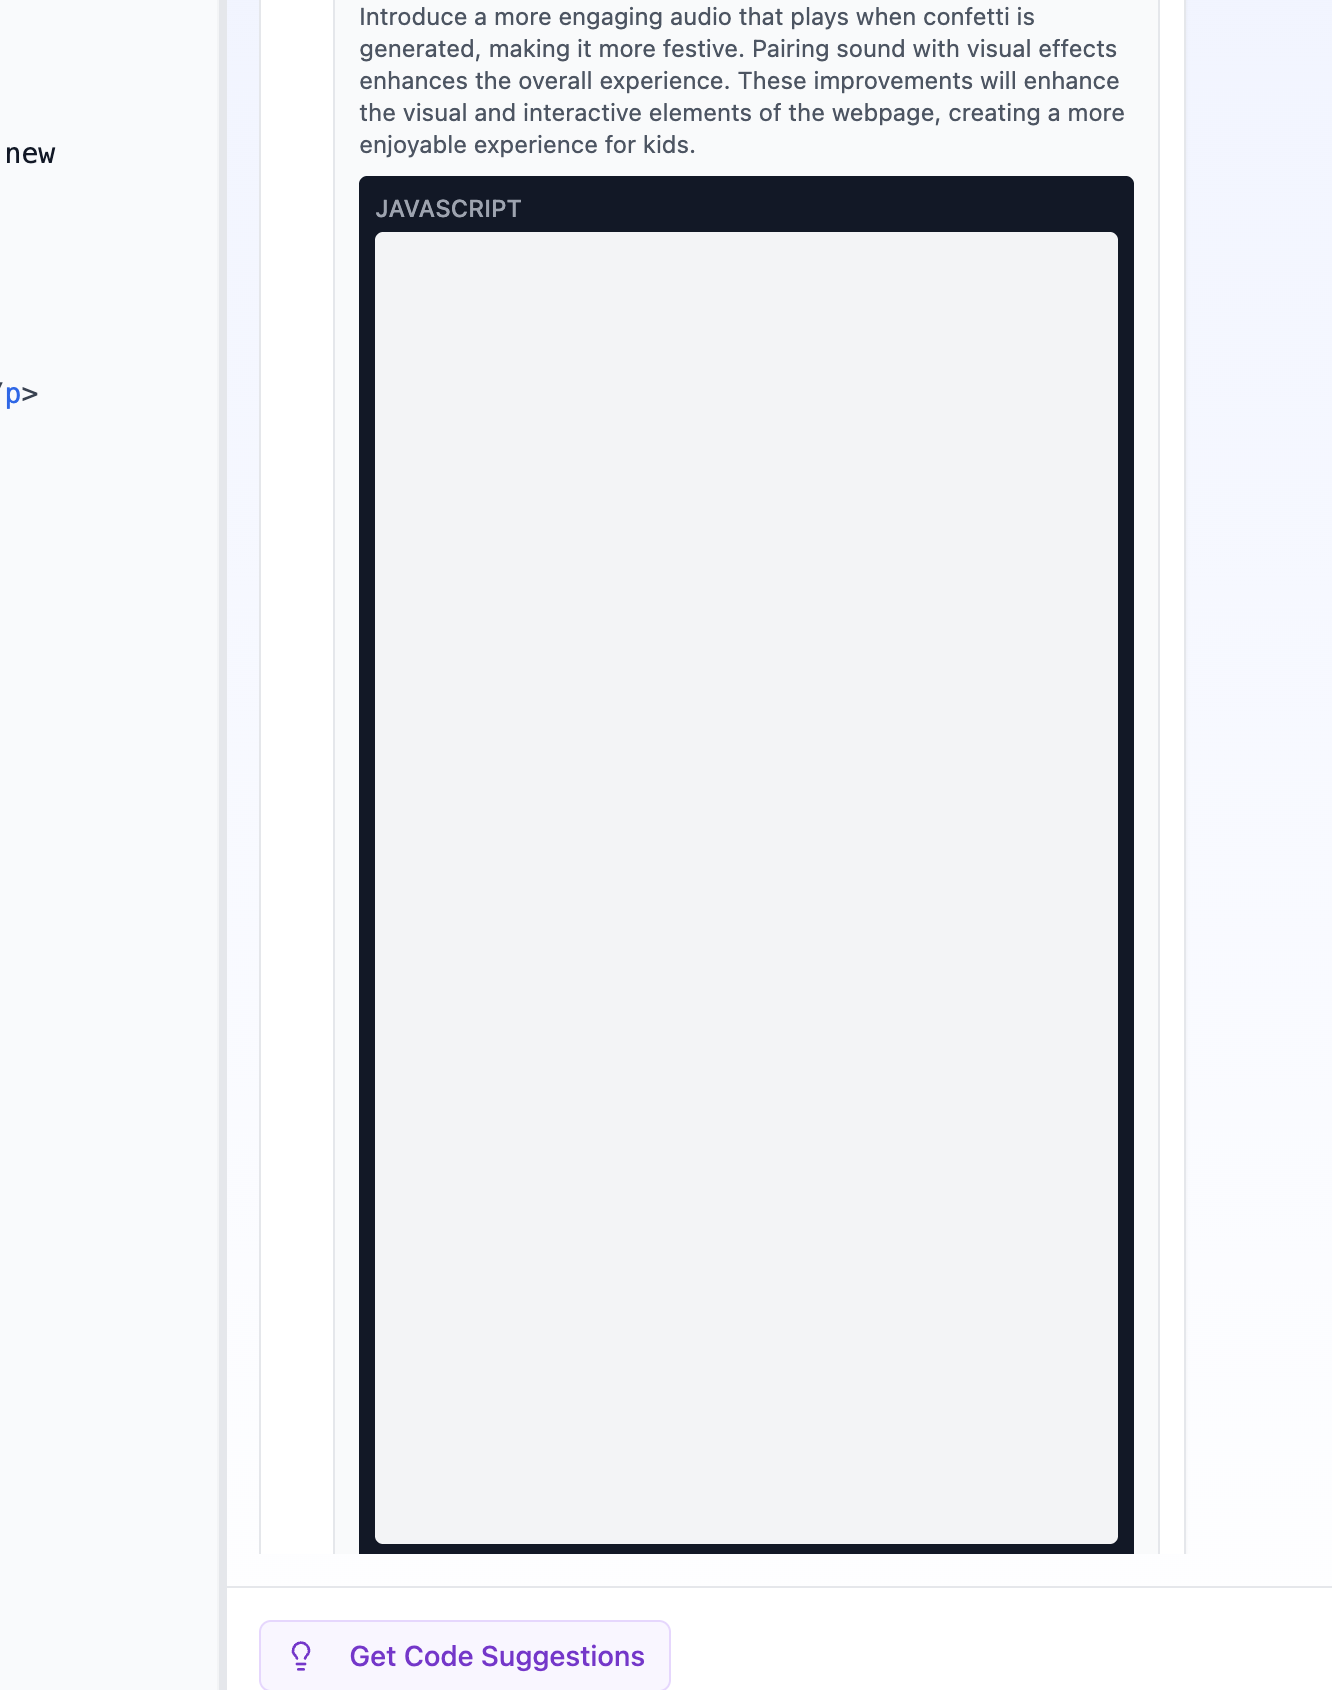 new
/p>
Introduce a more engaging audio that plays when confetti is
generated, making it more festive. Pairing sound with visual effects
enhances the overall experience. These improvements will enhance
the visual and interactive elements of the webpage, creating a more
enjoyable experience for kids.
JAVASCRIPT
Get Code Suggestions